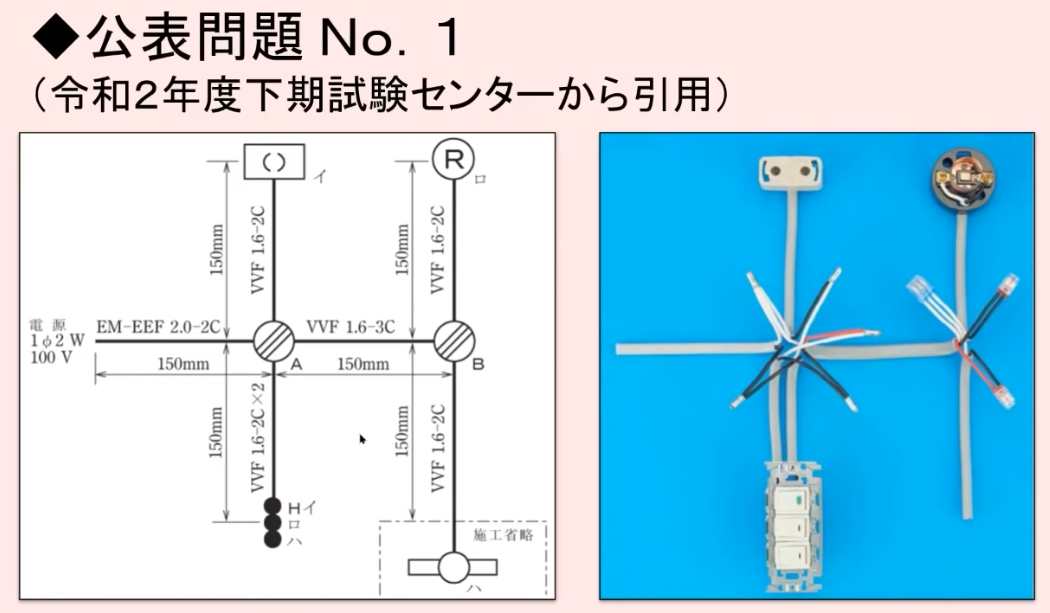 ◆公表問題 No. 1
（令和2年度下期試験センターから引用）
( )
イ
R
ロ
150mm
VVF 1.6-2C
150mm
VVF 1.6-2C
電 源
1φ2 W
100 V
EM-EEF 2.0-2C
VVF 1.6-3C
A
B
150mm
150mm
150mm
VVF 1.6-2C×2
150mm
VVF 1.6-2C
Hイ
ロ
ハ
施工省略
ハ